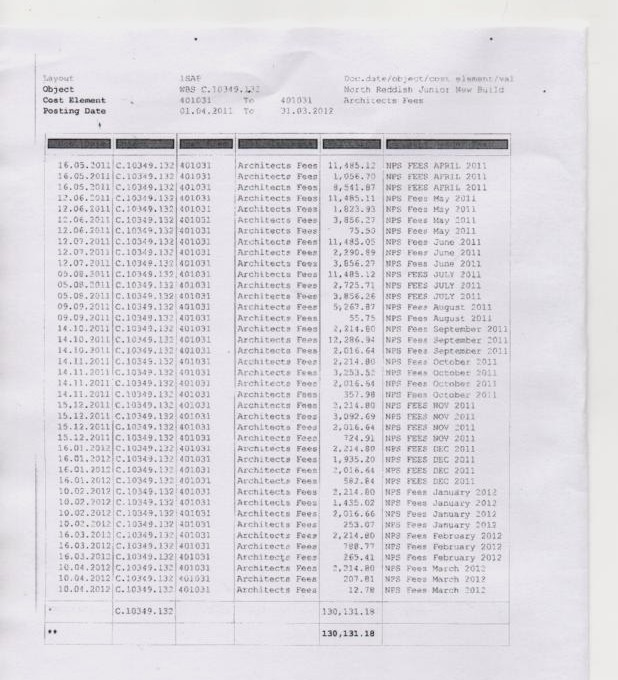 Layout 1SAP Doc.date/object/cost element/val
Object WBS C.10349.132 North Reddish Junior New Build
Cost Element 401031 To 401031 Architects Fees
Posting Date 01.04.2011 To 31.03.2012
16.05.2011 C.10349.132 401031 Architects Fees 11,485.12 NPS FEES APRIL 2011
16.05.2011 C.10349.132 401031 Architects Fees 1,056.70 NPS FEES APRIL 2011
16.05.2011 C.10349.132 401031 Architects Fees 8,541.87 NPS FEES APRIL 2011
12.06.2011 C.10349.132 401031 Architects Fees 11,485.11 NPS Fees May 2011
12.06.2011 C.10349.132 401031 Architects Fees 1,823.93 NPS Fees May 2011
12.06.2011 C.10349.132 401031 Architects Fees 3,856.27 NPS Fees May 2011
12.06.2011 C.10349.132 401031 Architects Fees 75.50 NPS Fees May 2011
12.07.2011 C.10349.132 401031 Architects Fees 11,485.05 NPS Fees June 2011
12.07.2011 C.10349.132 401031 Architects Fees 2,290.89 NPS Fees June 2011
12.07.2011 C.10349.132 401031 Architects Fees 3,856.27 NPS Fees June 2011
05.08.2011 C.10349.132 401031 Architects Fees 11,485.12 NPS FEES JULY 2011
05.08.2011 C.10349.132 401031 Architects Fees 2,725.71 NPS FEES JULY 2011
05.08.2011 C.10349.132 401031 Architects Fees 3,856.26 NPS FEES JULY 2011
09.09.2011 C.10349.132 401031 Architects Fees 5,267.87 NPS Fees August 2011
09.09.2011 C.10349.132 401031 Architects Fees 55.75 NPS Fees August 2011
14.10.2011 C.10349.132 401031 Architects Fees 2,214.80 NPS Fees September 2011
14.10.2011 C.10349.132 401031 Architects Fees 12,286.94 NPS Fees September 2011
14.10.2011 C.10349.132 401031 Architects Fees 2,016.64 NPS Fees September 2011
14.11.2011 C.10349.132 401031 Architects Fees 2,214.80 NPS Fees October 2011
14.11.2011 C.10349.132 401031 Architects Fees 3,253.52 NPS Fees October 2011
14.11.2011 C.10349.132 401031 Architects Fees 2,016.64 NPS Fees October 2011
14.11.2011 C.10349.132 401031 Architects Fees 357.98 NPS Fees October 2011
15.12.2011 C.10349.132 401031 Architects Fees 2,214.80 NPS FEES NOV 2011
15.12.2011 C.10349.132 401031 Architects Fees 3,092.69 NPS FEES NOV 2011
15.12.2011 C.10349.132 401031 Architects Fees 2,016.64 NPS FEES NOV 2011
15.12.2011 C.10349.132 401031 Architects Fees 724.91 NPS FEES NOV 2011
16.01.2012 C.10349.132 401031 Architects Fees 2,214.80 NPS FEES DEC 2011
16.01.2012 C.10349.132 401031 Architects Fees 1,935.20 NPS FEES DEC 2011
16.01.2012 C.10349.132 401031 Architects Fees 2,016.64 NPS FEES DEC 2011
16.01.2012 C.10349.132 401031 Architects Fees 582.84 NPS FEES DEC 2011
10.02.2012 C.10349.132 401031 Architects Fees 2,214.80 NPS Fees January 2012
10.02.2012 C.10349.132 401031 Architects Fees 1,435.02 NPS Fees January 2012
10.02.2012 C.10349.132 401031 Architects Fees 2,016.66 NPS Fees January 2012
10.02.2012 C.10349.132 401031 Architects Fees 253.07 NPS Fees January 2012
16.03.2012 C.10349.132 401031 Architects Fees 2,214.80 NPS Fees February 2012
16.03.2012 C.10349.132 401031 Architects Fees 788.77 NPS Fees February 2012
16.03.2012 C.10349.132 401031 Architects Fees 265.41 NPS Fees February 2012
10.04.2012 C.10349.132 401031 Architects Fees 2,214.80 NPS Fees March 2012
10.04.2012 C.10349.132 401031 Architects Fees 207.81 NPS Fees March 2012
10.04.2012 C.10349.132 401031 Architects Fees 12.78 NPS Fees March 2012
* C.10349.132 130,131.18
** 130,131.18